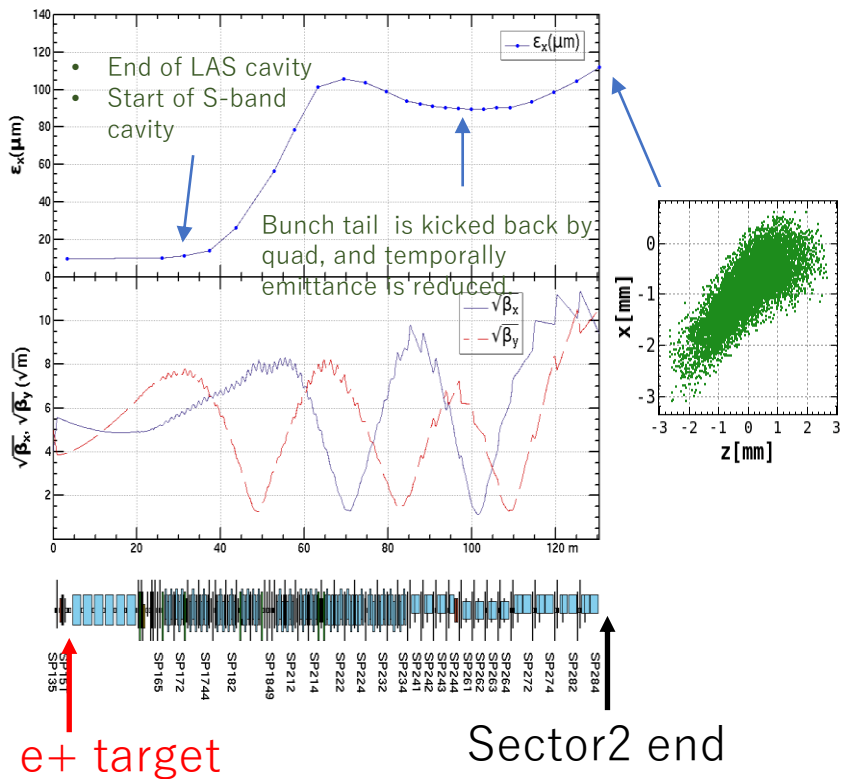 140
120
100
80
60
40
20
0
εx(μm)
εx(μm)
• End of LAS cavity
• Start of S-band
cavity
Bunch tail is kicked back by
quad, and temporally
emittance is reduced.
10
8
6
4
2
√βx, √βy (√m)
√βx
√βy
0
20
40
60
80
100
120 m
0
-1
-2
-3
x[mm]
-3 -2 -1 0 1 2 3
z[mm]
SP135
SP151
SP165
SP172
SP1744
SP182
SP1849
SP212
SP214
SP222
SP224
SP232
SP234
SP241
SP242
SP243
SP244
SP261
SP262
SP263
SP264
SP272
SP274
SP282
SP284
e+ target
Sector2 end